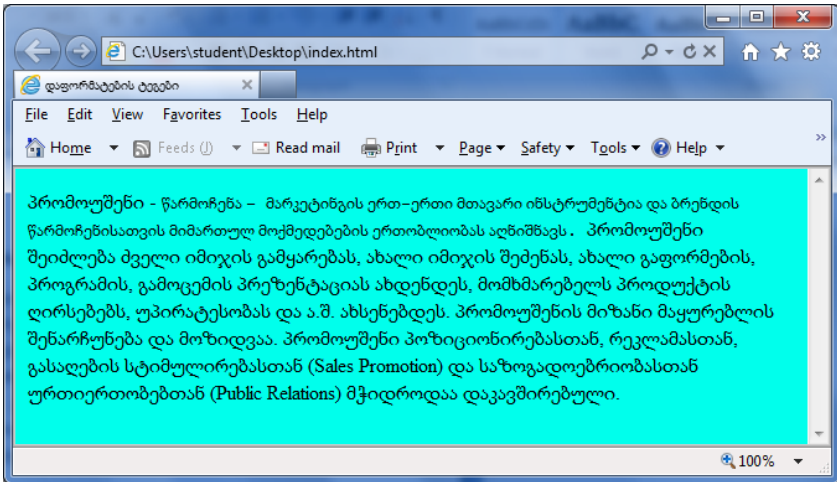 C:\Users\student\Desktop\index.html
დაფორმატების ტეგები
File Edit View Favorites Tools Help
Home Feeds (J) Read mail Print Page Safety Tools Help
პრომოუშენი - წარმოჩენა – მარკეტინგის ერთ-ერთი მთავარი ინსტრუმენტია და ბრენდის
წარმოჩენისათვის მიმართულ მოქმედებების ერთობლიობას აღნიშნავს. პრომოუშენი
შეიძლება ძველი იმიჯის გამყარებას, ახალი იმიჯის შეძენას, ახალი გაფორმების,
პროგრამის, გამოცემის პრეზენტაციას ახდენდეს, მომხმარებელს პროდუქტის
ღირსებებს, უპირატესობას და ა.შ. ახსენებდეს. პრომოუშენის მიზანი მაყურებლის
შენარჩუნება და მოზიდვაა. პრომოუშენი პოზიციონირებასთან, რეკლამასთან,
გასაღების სტიმულირებასთან (Sales Promotion) და საზოგადოებრიობასთან
ურთიერთობებთან (Public Relations) მჭიდროდაა დაკავშირებული.
100%